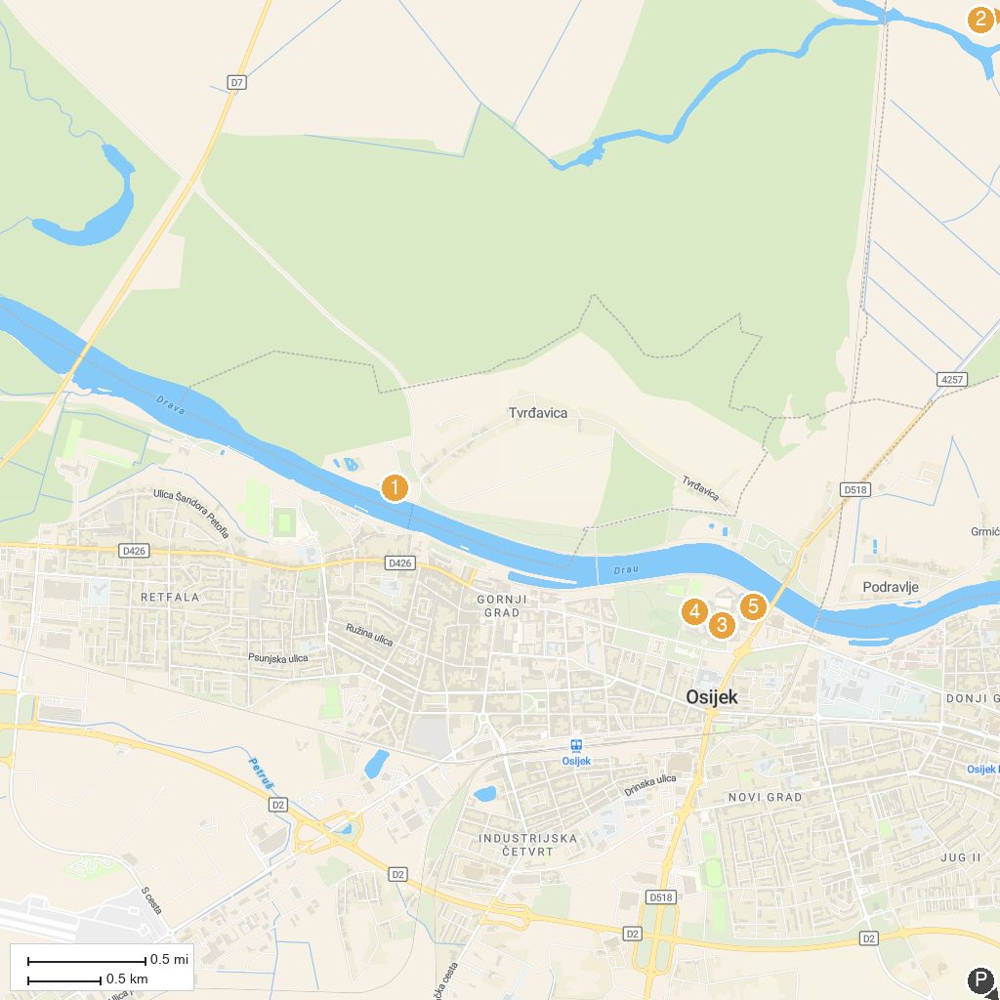 2
D7
4257
Tvrđavica
Drava
1
Tvrđavica
D518
Ulica Šandora Petofia
Grmić
D426
D426
Drau
RETFALA
GORNJI
GRAD
4
3
5
Podravlje
Ružina ulica
Psunjska ulica
Osijek
DONJI G
Petruš
Osijek
Osijek
Drinska ulica
D2
NOVI GRAD
INDUSTRIJSKA
ČETVRT
JUG II
D2
S cesta
D518
D2
D2
0.5 mi
0.5 km
P